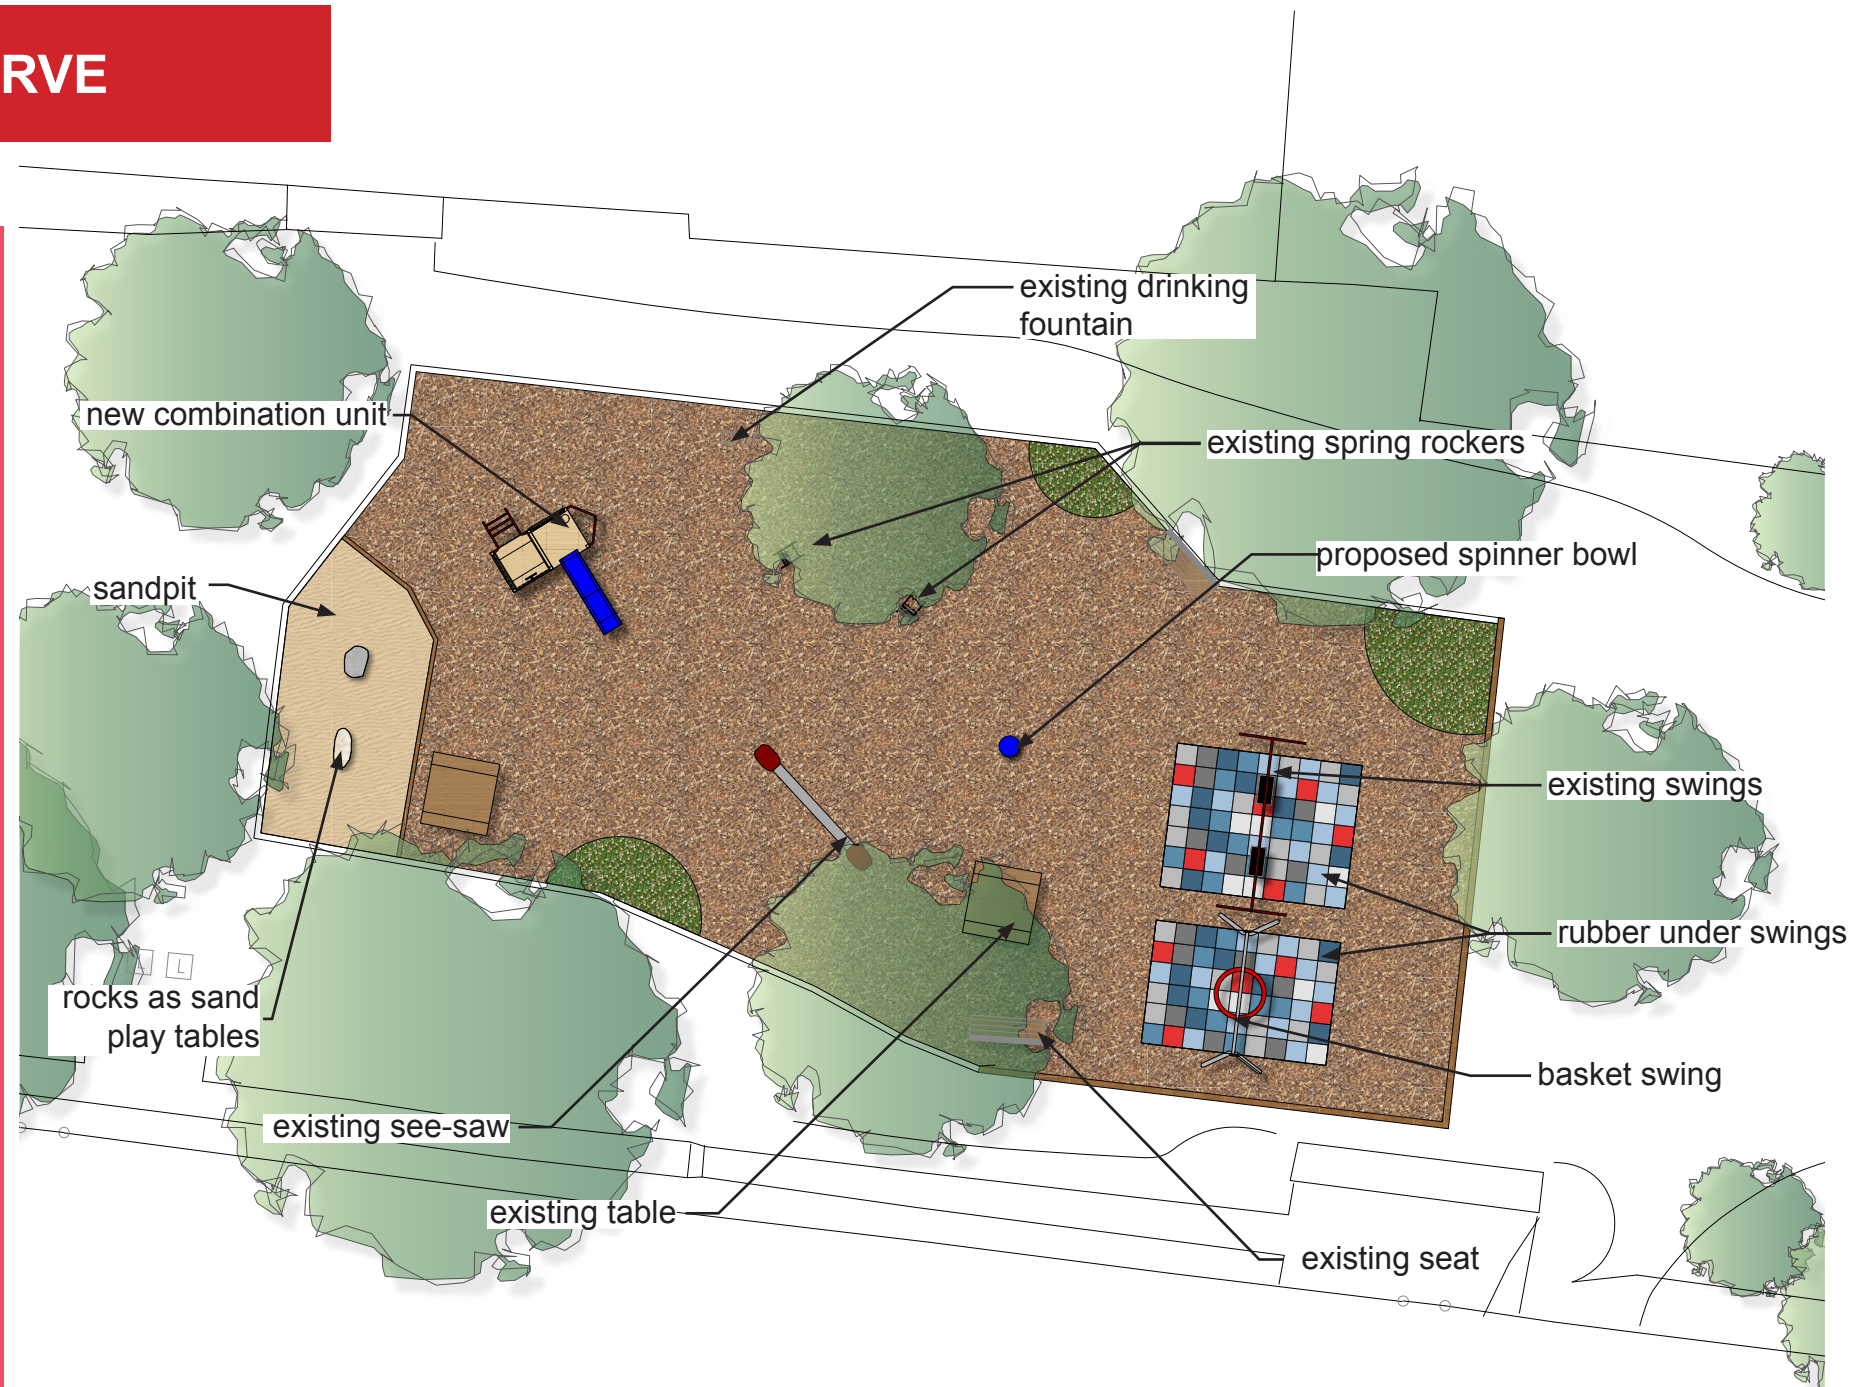 RVE
existing drinking
fountain
new combination unit
existing spring rockers
proposed spinner bowl
sandpit
existing swings
rubber under swings
rocks as sand
play tables
basket swing
existing see-saw
existing table
existing seat
L